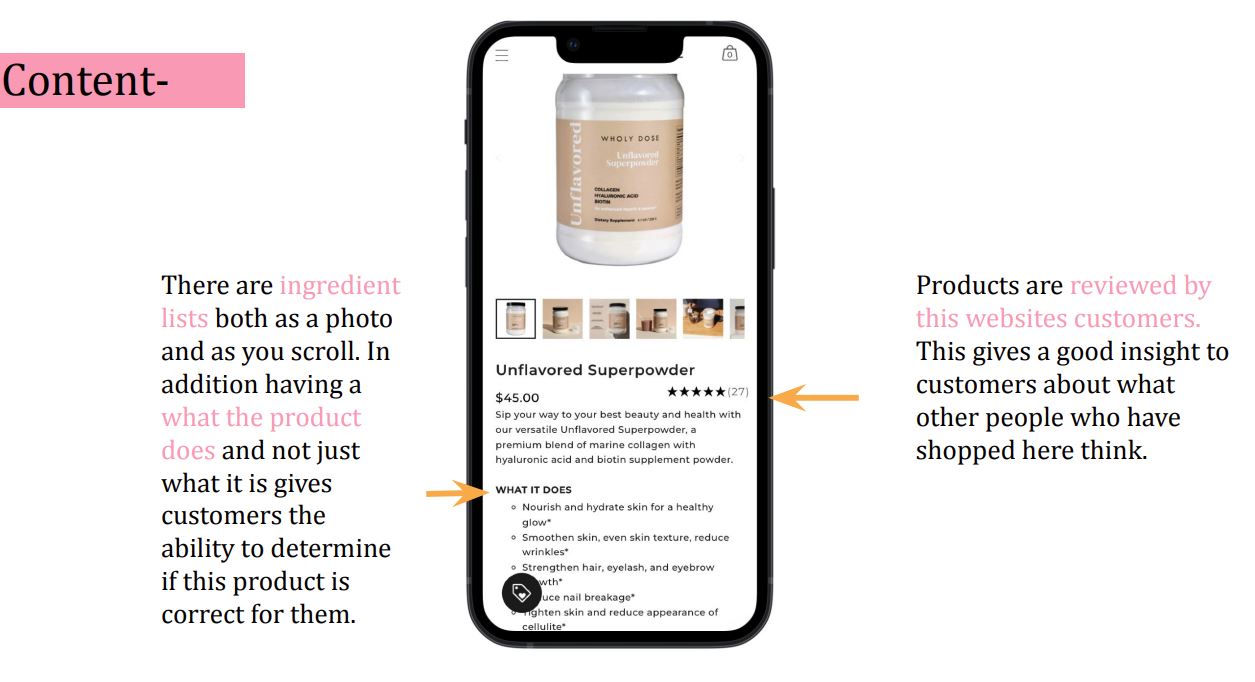 Content-
There are ingredient
lists both as a photo
and as you scroll. In
addition having a
what the product
does and not just
what it is gives
customers the
ability to determine
if this product is
correct for them.
0
Unflavored
WHOLY DOSE
Unflavored
Superpowder
COLLAGEN
HYALURONIC ACID
BIOTIN
Dietary Supplement
Unflavored Superpowder
$45.00
★★★★★(27)
Sip your way to your best beauty and health with
our versatile Unflavored Superpowder, a
premium blend of marine collagen with
hyaluronic acid and biotin supplement powder.
WHAT IT DOES
Nourish and hydrate skin for a healthy
glow*
Smoothen skin, even skin texture, reduce
wrinkles*
Strengthen hair, eyelash, and eyebrow
wth*
uce nail breakage*
Tighten skin and reduce appearance of
cellulite*
Products are reviewed by
this websites customers.
This gives a good insight to
customers about what
other people who have
shopped here think.